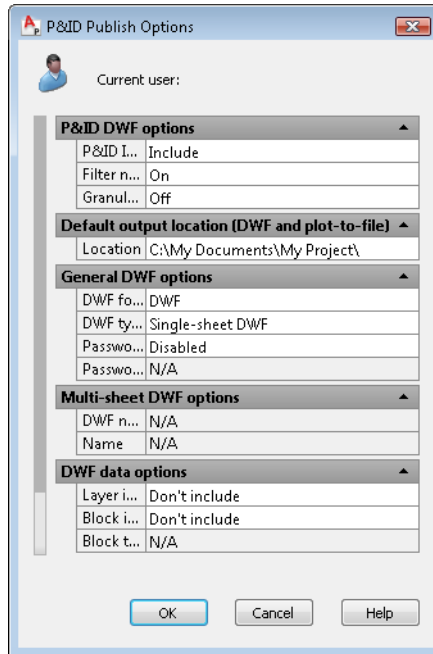 P&ID Publish Options
Current user:
P&ID DWF options
P&ID I... Include
Filter n... On
Granul... Off
Default output location (DWF and plot-to-file)
Location C:\My Documents\My Project\
General DWF options
DWF fo... DWF
DWF ty... Single-sheet DWF
Passwo... Disabled
Passwo... N/A
Multi-sheet DWF options
DWF n... N/A
Name N/A
DWF data options
Layer i... Don't include
Block i... Don't include
Block t... N/A
OK Cancel Help